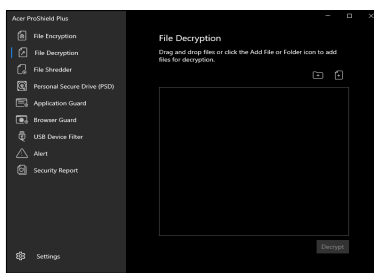 Acer ProShield Plus
File Encryption
File Decryption
File Shredder
Personal Secure Drive (PSD)
Application Guard
Browser Guard
USB Device Filter
Alert
Security Report
Settings
File Decryption
Drag and drop files or click the Add File or Folder icon to add
files for decryption.
Decrypt